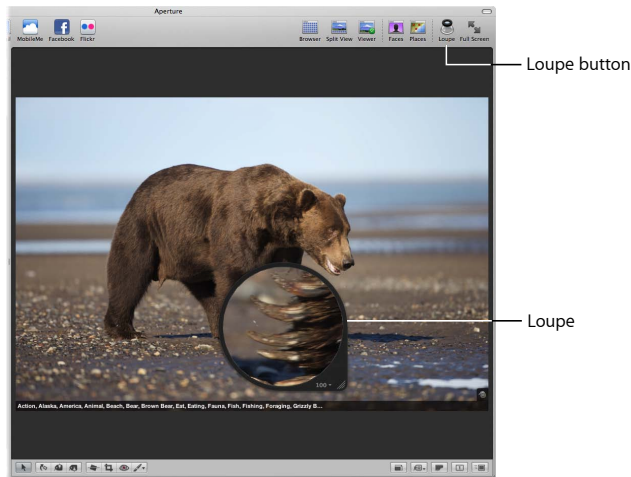 Aperture
MobileMe Facebook Flickr Browser Split View Viewer Faces Places Loupe Full Screen
Loupe button
Loupe
100
Action, Alaska, America, Animal, Beach, Bear, Brown Bear, Eat, Eating, Fauna, Fish, Fishing, Foraging, Grizzly B...